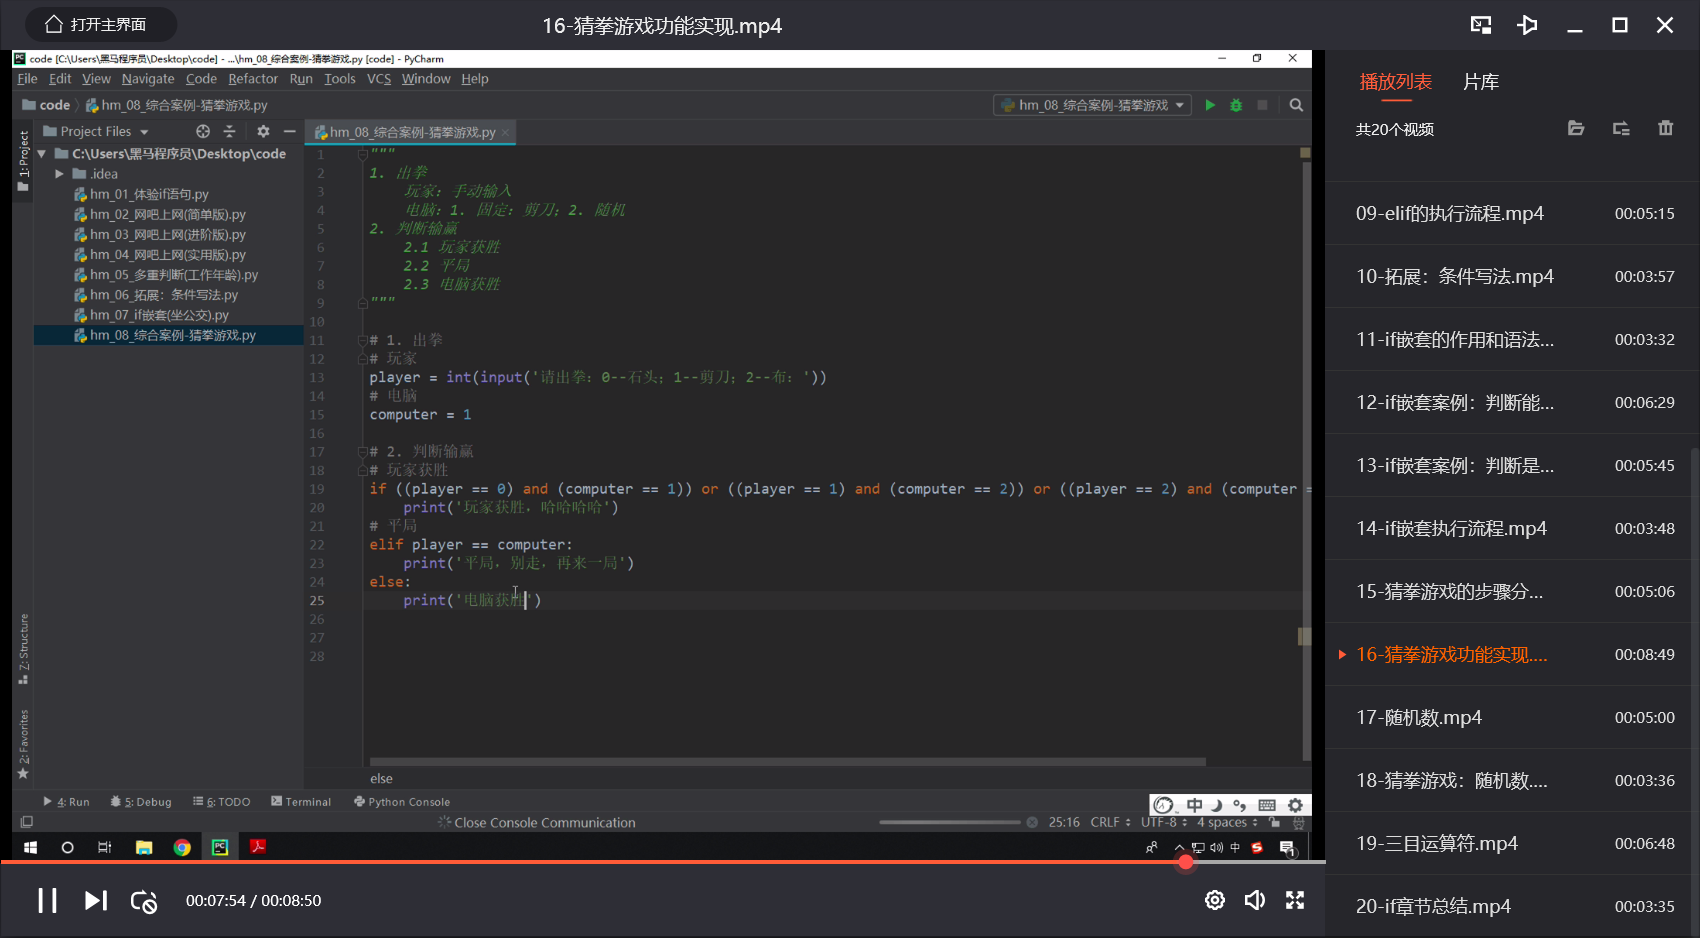 打开主界面
16-猜拳游戏功能实现.mp4
code [C:\Users\黑马程序员\Desktop\code] - ...\hm_08_综合案例-猜拳游戏.py [code] - PyCharm
File Edit View Navigate Code Refactor Run Tools VCS Window Help
code hm_08_综合案例-猜拳游戏.py
hm_08_综合案例-猜拳游戏
Project Files
hm_08_综合案例-猜拳游戏.py
1: Project
C:\Users\黑马程序员\Desktop\code
.idea
hm_01_体验if语句.py
hm_02_网吧上网(简单版).py
hm_03_网吧上网(进阶版).py
hm_04_网吧上网(实用版).py
hm_05_多重判断(工作年龄).py
hm_06_拓展：条件写法.py
hm_07_if嵌套(坐公交).py
hm_08_综合案例-猜拳游戏.py
Z: Structure
2: Favorites
1 """
2 1. 出拳
3 玩家：手动输入
4 电脑：1. 固定：剪刀；2. 随机
5 2. 判断输赢
6 2.1 玩家获胜
7 2.2 平局
8 2.3 电脑获胜
9 """
10
11 # 1. 出拳
12 # 玩家
13 player = int(input('请出拳：0--石头；1--剪刀；2--布：'))
14 # 电脑
15 computer = 1
16
17 # 2. 判断输赢
18 # 玩家获胜
19 if ((player == 0) and (computer == 1)) or ((player == 1) and (computer == 2)) or ((player == 2) and (computer =
20 print('玩家获胜，哈哈哈哈')
21 # 平局
22 elif player == computer:
23 print('平局，别走，再来一局')
24 else:
25 print('电脑获胜')
26
27
28
else
4: Run 5: Debug 6: TODO Terminal Python Console
中
Close Console Communication
25:16 CRLF UTF-8 4 spaces
中
1
00:07:54 / 00:08:50
播放列表 片库
共20个视频
09-elif的执行流程.mp4 00:05:15
10-拓展：条件写法.mp4 00:03:57
11-if嵌套的作用和语法... 00:03:32
12-if嵌套案例：判断能... 00:06:29
13-if嵌套案例：判断是... 00:05:45
14-if嵌套执行流程.mp4 00:03:48
15-猜拳游戏的步骤分... 00:05:06
16-猜拳游戏功能实现.... 00:08:49
17-随机数.mp4 00:05:00
18-猜拳游戏：随机数.... 00:03:36
19-三目运算符.mp4 00:06:48
20-if章节总结.mp4 00:03:35